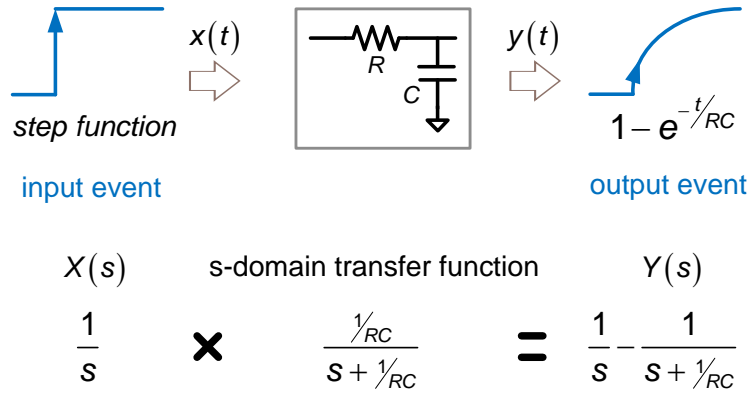 x(t) y(t)
R
C
step function
1 − e^{−t/RC}
input event
output event
X(s) s-domain transfer function Y(s)
1/s × (1/RC)/(s + 1/RC) = 1/s − 1/(s + 1/RC)